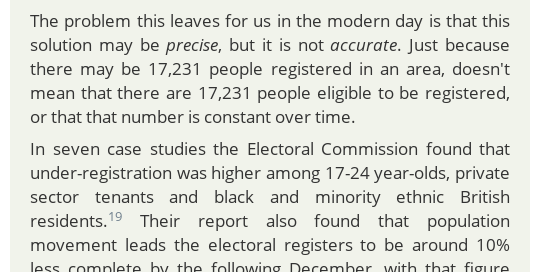 The problem this leaves for us in the modern day is that this
solution may be precise, but it is not accurate. Just because
there may be 17,231 people registered in an area, doesn't
mean that there are 17,231 people eligible to be registered,
or that that number is constant over time.
In seven case studies the Electoral Commission found that
under-registration was higher among 17-24 year-olds, private
sector tenants and black and minority ethnic British
residents.19 Their report also found that population
movement leads the electoral registers to be around 10%
less complete by the following December, with that figure